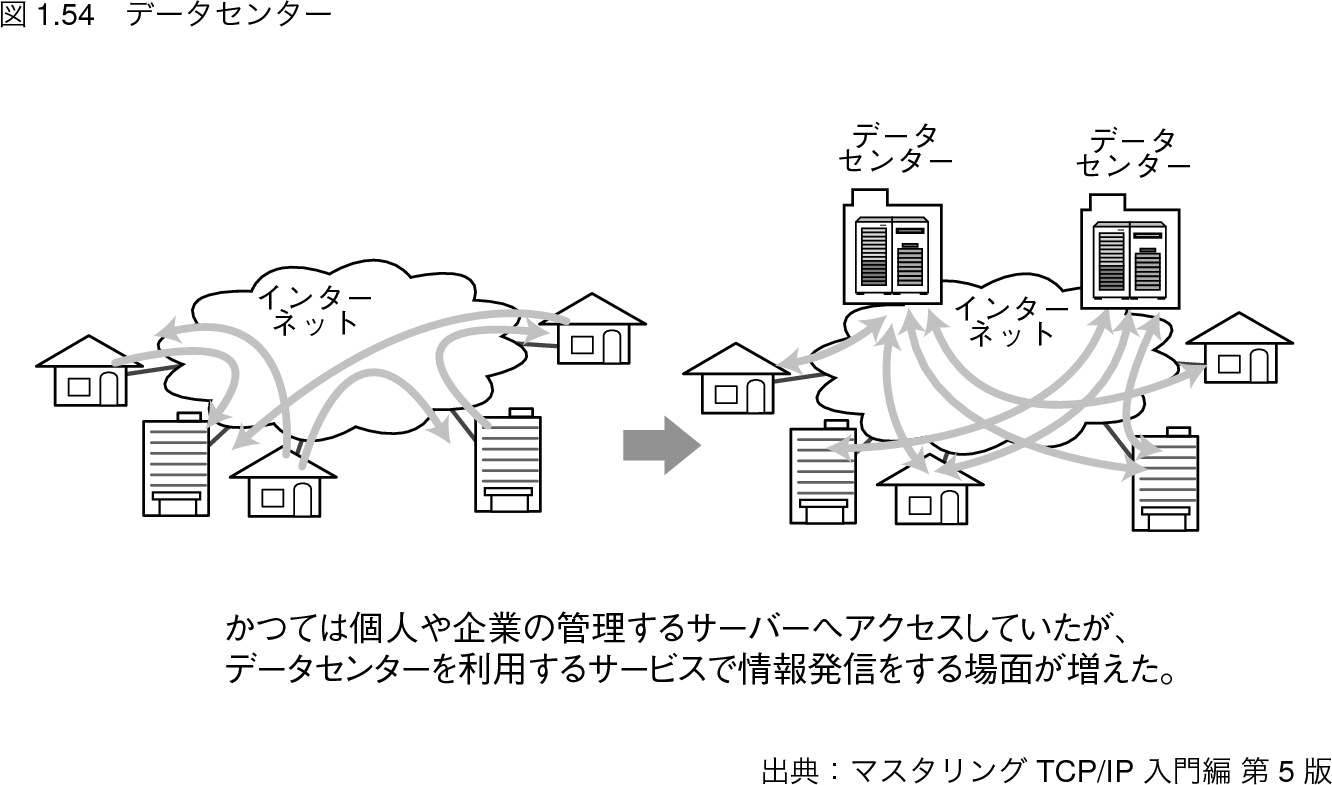 図 1.54　データセンター
データ
センター
データ
センター
インター
ネット
インター
ネット
かつては個人や企業の管理するサーバーへアクセスしていたが、
データセンターを利用するサービスで情報発信をする場面が増えた。
出典：マスタリング TCP/IP 入門編 第 5 版